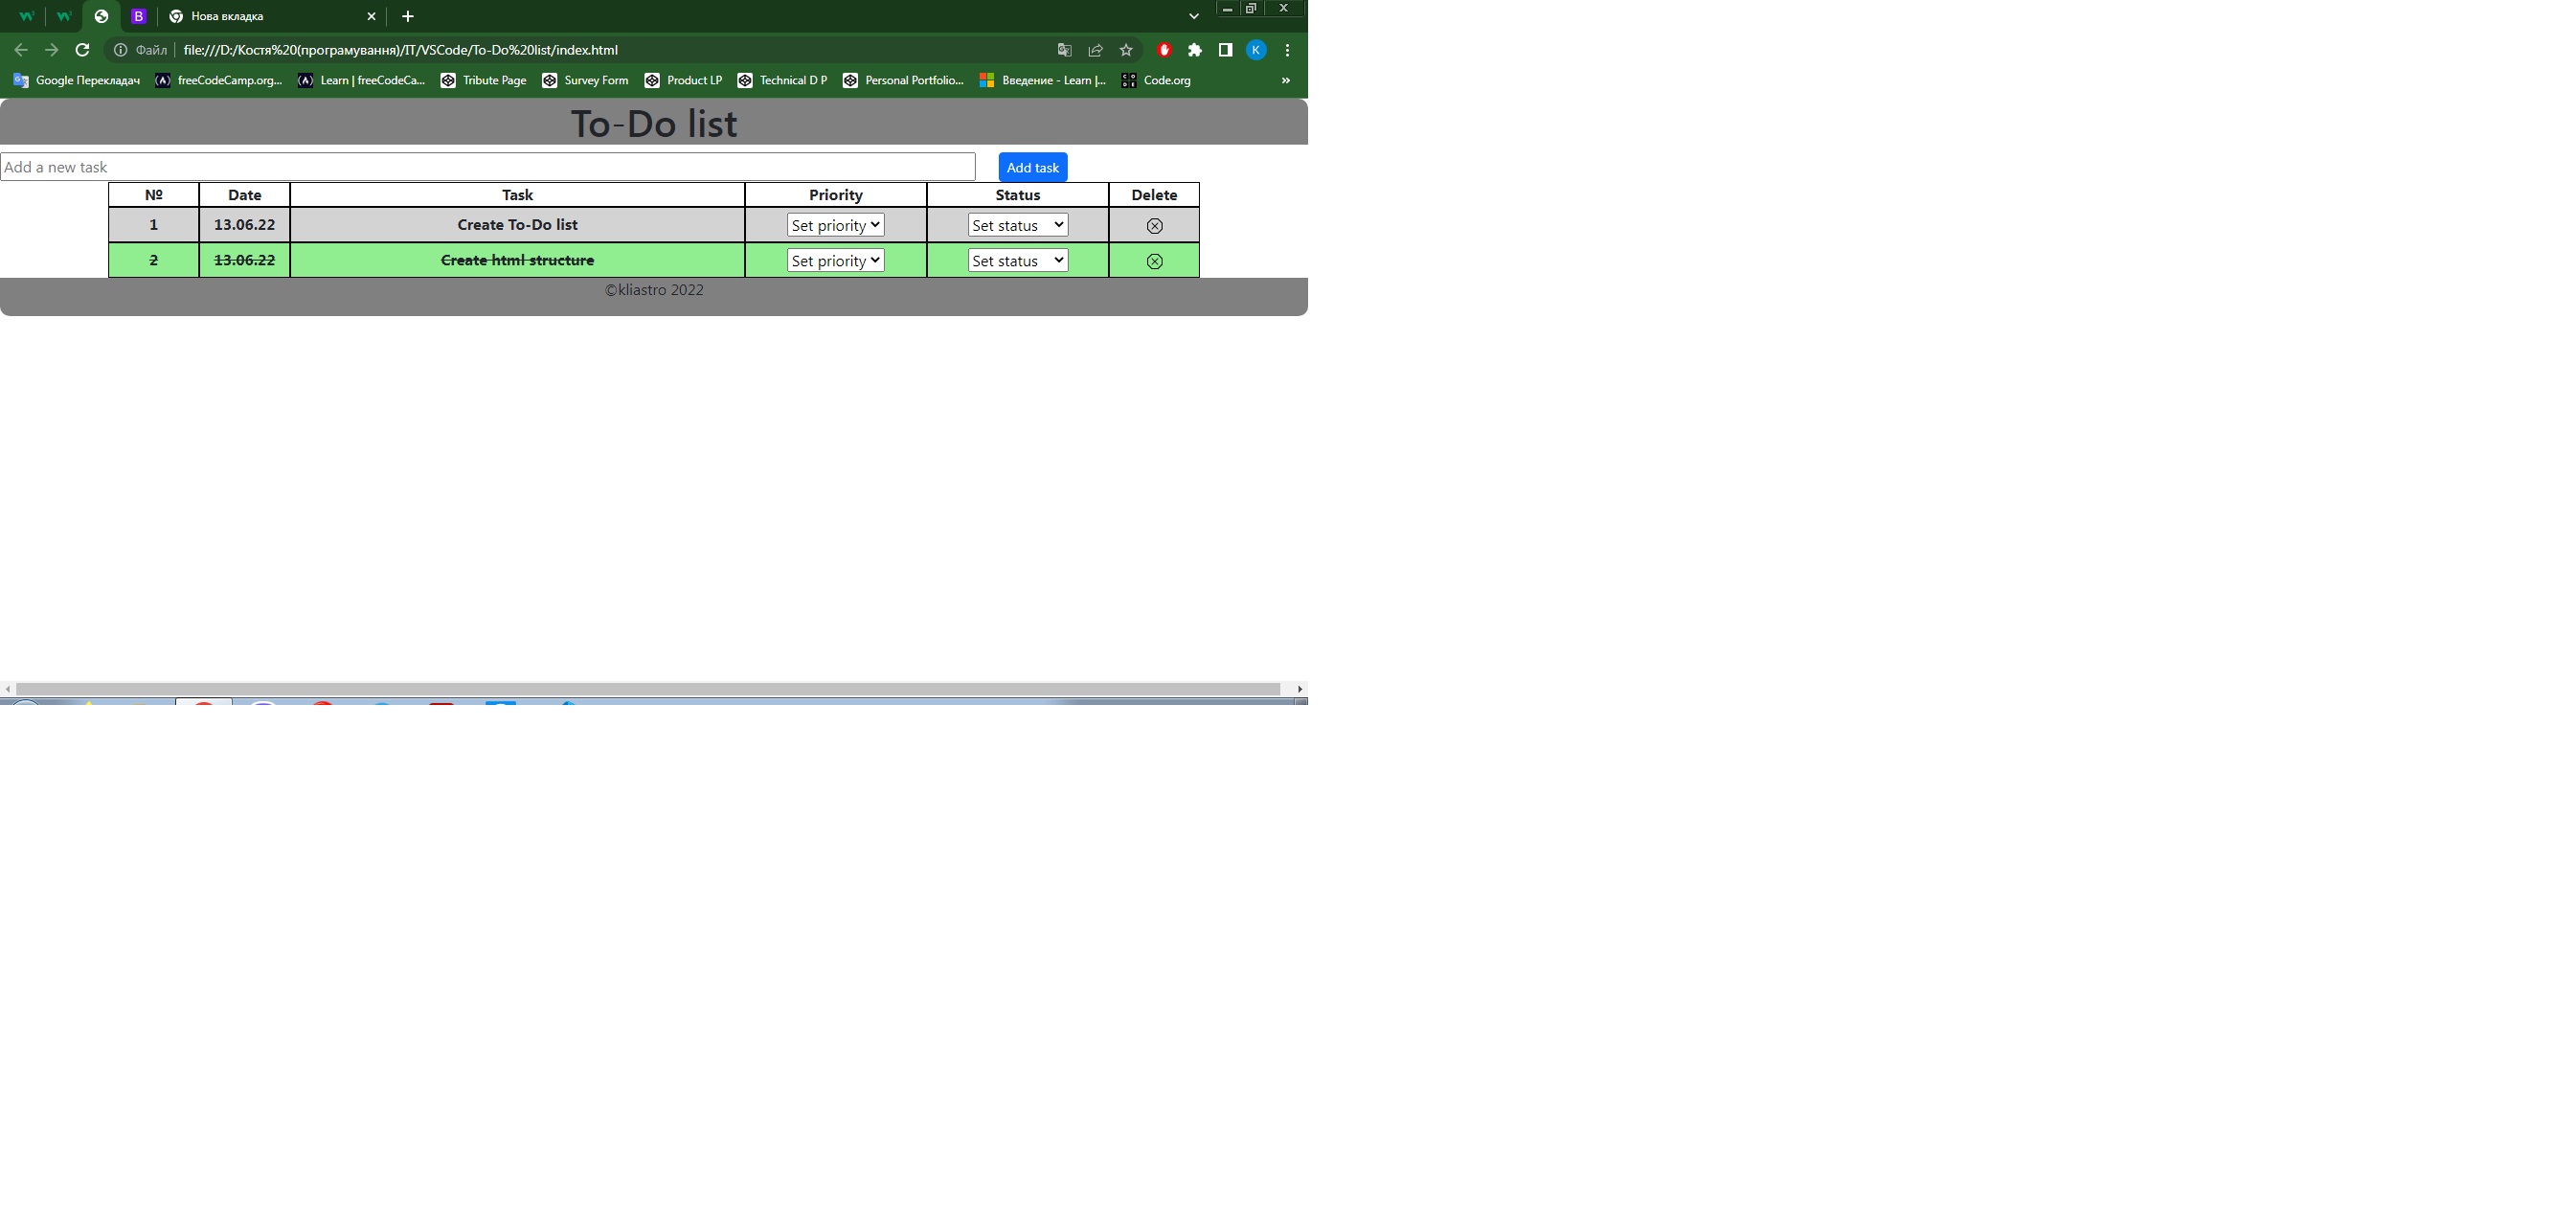 Нова вкладка
Файл file:///D:/Костя%20(програмування)/IT/VSCode/To-Do%20list/index.html K
Google Перекладач freeCodeCamp.org... Learn | freeCodeCa... Tribute Page Survey Form Product LP Technical D P Personal Portfolio... Введение - Learn |... Code.org »
To-Do list
Add a new task Add task
№ Date Task Priority Status Delete
1 13.06.22 Create To-Do list Set priority Set status
2 13.06.22 Create html structure Set priority Set status
©kliastro 2022